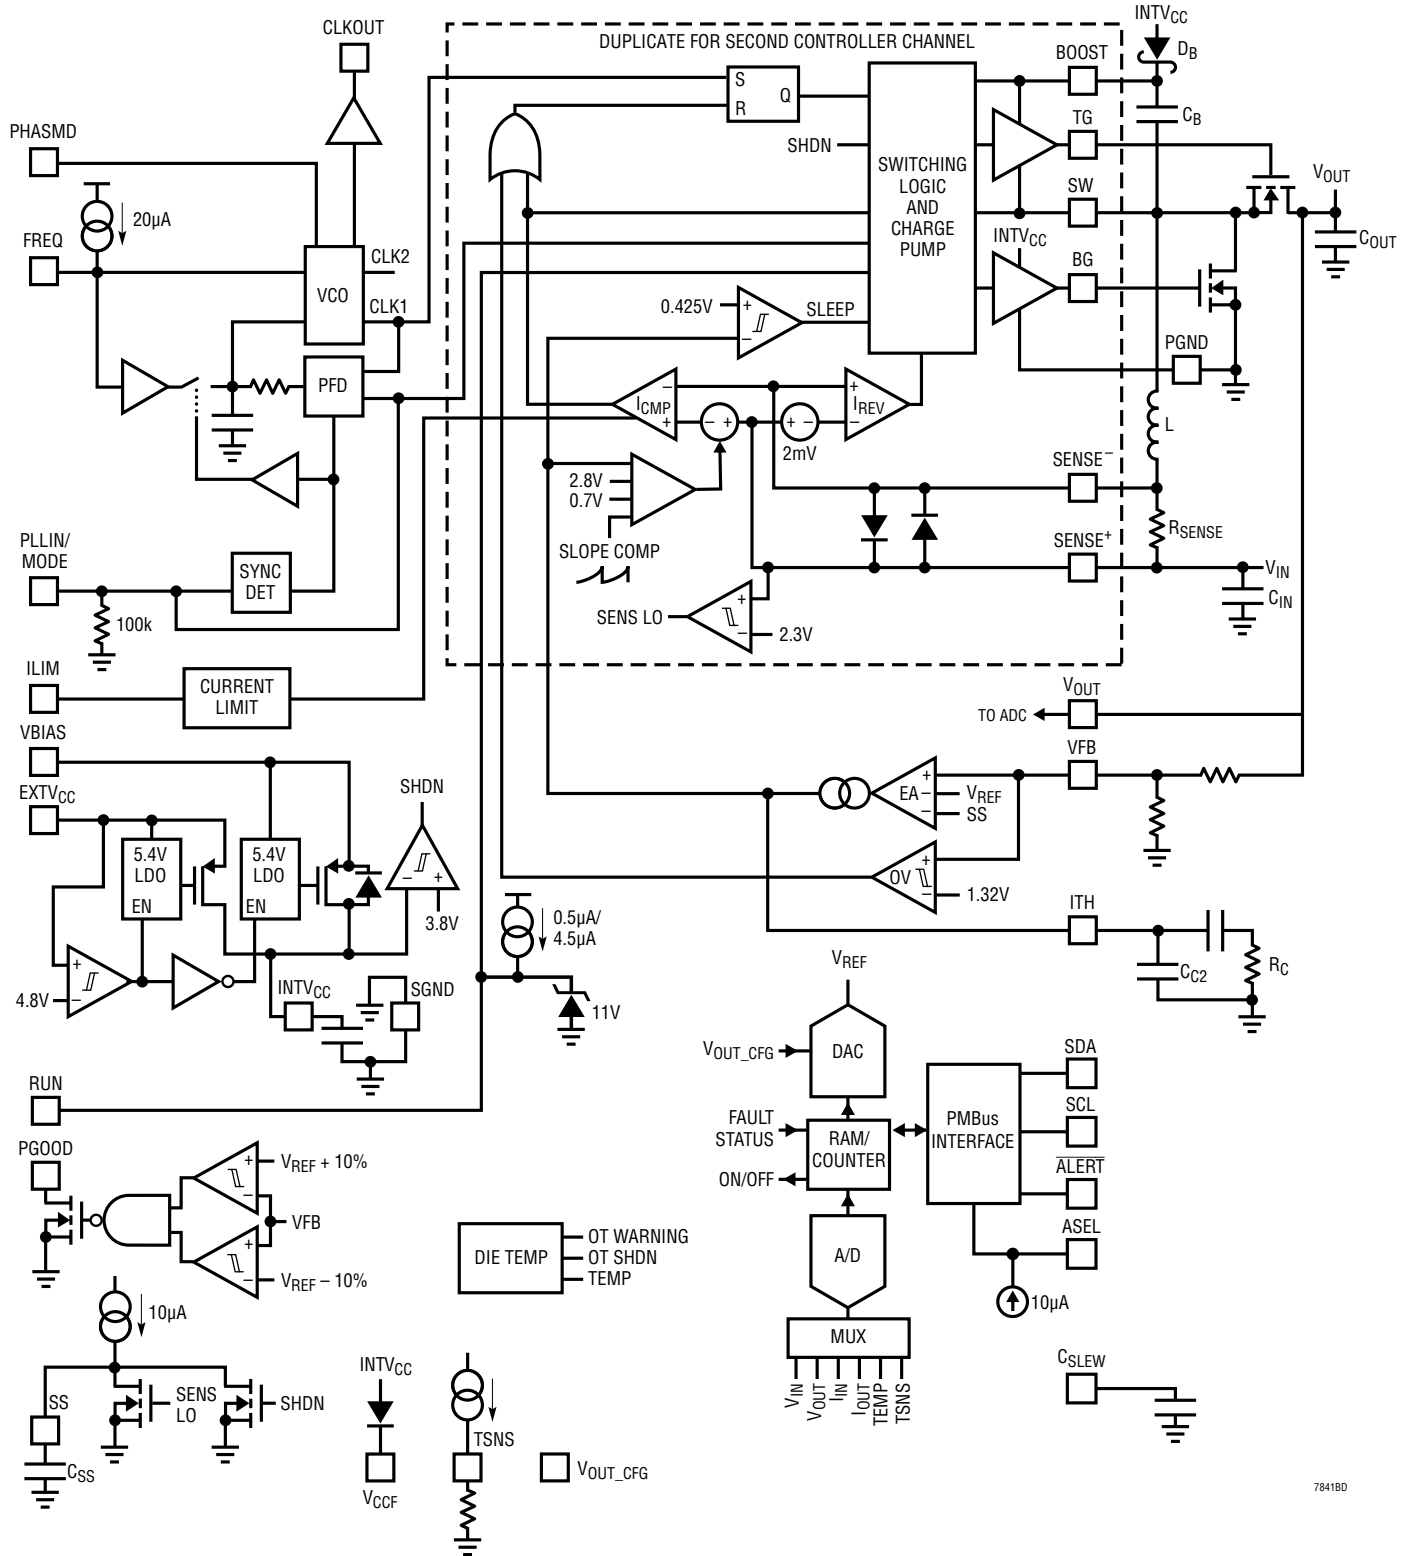 CLKOUT
PHASMD
20µA
FREQ
VCO
CLK2
CLK1
PFD
PLLIN/
MODE
SYNC
DET
100k
ILIM
CURRENT
LIMIT
VBIAS
EXTVCC
5.4V
LDO
EN
5.4V
LDO
EN
SHDN
– +
3.8V
+
–
4.8V
INTVCC
SGND
RUN
PGOOD
+
–
VREF + 10%
VFB
+
–
VREF – 10%
10µA
SS
CSS
SENS
LO
SHDN
INTVCC
VCCF
TSNS
VOUT_CFG
DIE TEMP
OT WARNING
OT SHDN
TEMP
DUPLICATE FOR SECOND CONTROLLER CHANNEL
S
R
Q
SHDN
SWITCHING
LOGIC
AND
CHARGE
PUMP
0.425V
+
–
SLEEP
ICMP
–
+
– +
+ –
2mV
IREV
+
–
2.8V
0.7V
SLOPE COMP
SENS LO
+
–
2.3V
INTVCC
BOOST
TG
SW
BG
PGND
SENSE–
SENSE+
INTVCC
DB
CB
VOUT
COUT
L
RSENSE
VIN
CIN
VOUT
TO ADC
VFB
EA
+
–
–
VREF
SS
OV
+
–
1.32V
ITH
CC2
RC
0.5µA/
4.5µA
11V
VREF
DAC
VOUT_CFG
FAULT
STATUS
ON/OFF
RAM/
COUNTER
A/D
MUX
VIN
VOUT
IIN
IOUT
TEMP
TSNS
PMBus
INTERFACE
SDA
SCL
ALERT
ASEL
10µA
CSLEW
7841BD